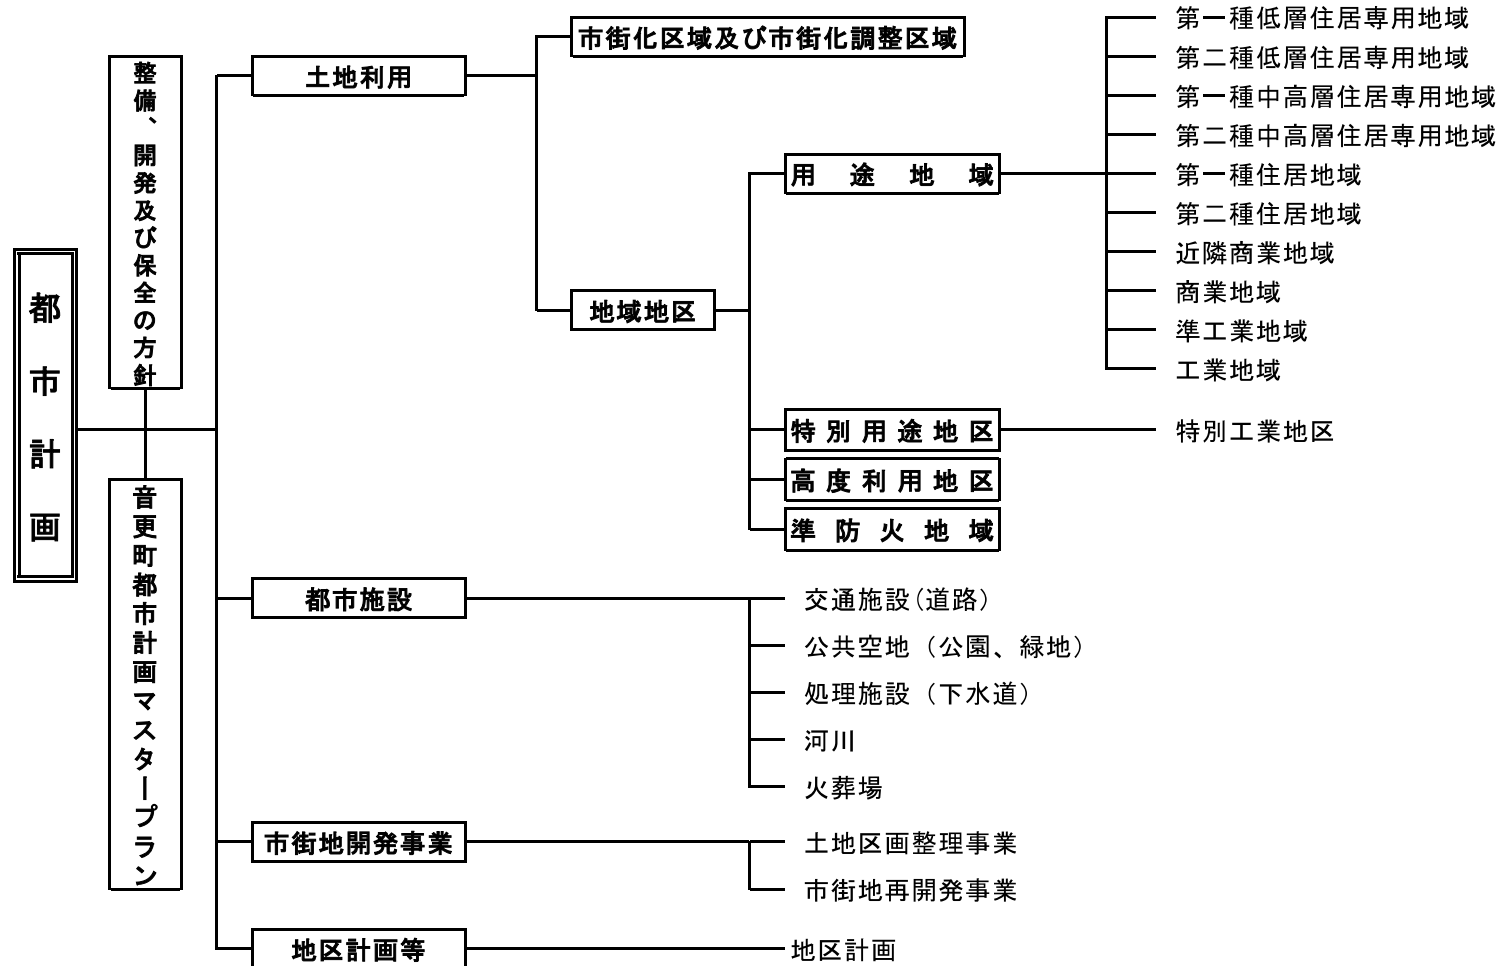 都市計画
整備、開発及び保全の方針
音更町都市計画マスタープラン
土地利用
市街化区域及び市街化調整区域
地域地区
用途地域
第一種低層住居専用地域
第二種低層住居専用地域
第一種中高層住居専用地域
第二種中高層住居専用地域
第一種住居地域
第二種住居地域
近隣商業地域
商業地域
準工業地域
工業地域
特別用途地区
特別工業地区
高度利用地区
準防火地域
都市施設
交通施設(道路）
公共空地（公園、緑地）
処理施設（下水道）
河川
火葬場
市街地開発事業
土地区画整理事業
市街地再開発事業
地区計画等
地区計画